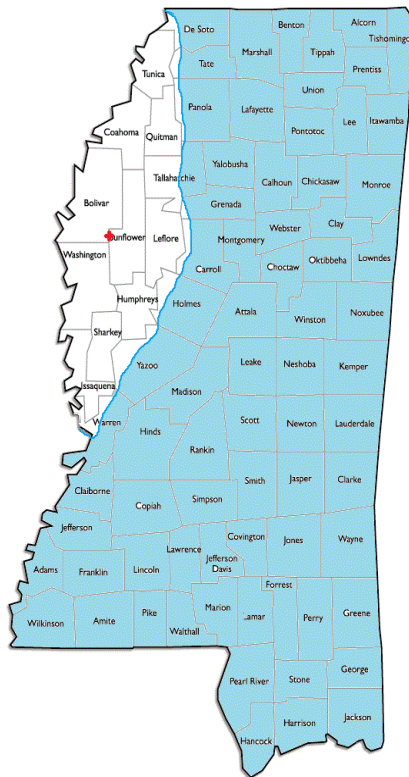 Alcorn
Benton
De Soto
Tippah
Tishomingo
Marshall
Tate
Prentiss
Tunica
Union
Panola
Lafayette
Lee
Itawamba
Coahoma
Quitman
Pontotoc
Yalobusha
Tallahatchie
Calhoun
Chickasaw
Monroe
Bolivar
Grenada
Clay
Webster
Sunflower
Leflore
Montgomery
Washington
Oktibbeha
Lowndes
Carroll
Choctaw
Humphreys
Holmes
Attala
Noxubee
Winston
Sharkey
Yazoo
Leake
Neshoba
Kemper
Issaquena
Madison
Warren
Hinds
Scott
Newton
Lauderdale
Rankin
Smith
Jasper
Clarke
Claiborne
Simpson
Copiah
Jefferson
Covington
Jones
Wayne
Lawrence
Jefferson
Davis
Adams
Franklin
Lincoln
Forrest
Marion
Lamar
Perry
Greene
Wilkinson
Amite
Pike
Walthall
George
Pearl River
Stone
Jackson
Harrison
Hancock